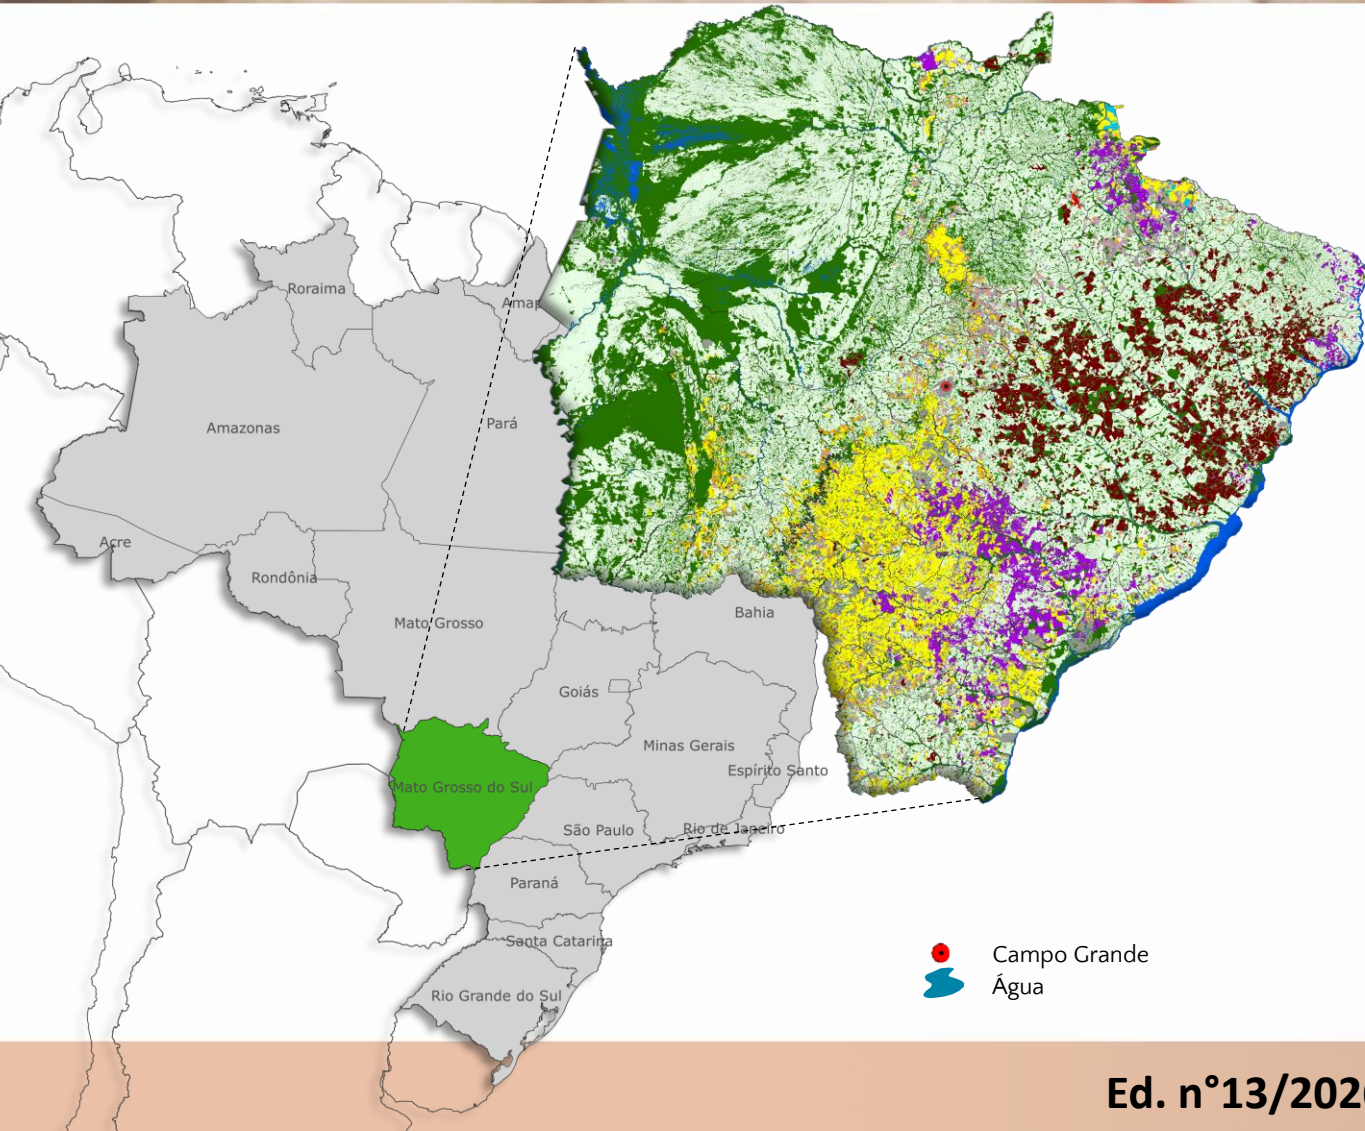 Roraima
Amap
Amazonas
Pará
Acre
Rondônia
Mato Grosso
Bahia
Goiás
Minas Gerais
Espírito Santo
Mato Grosso do Sul
São Paulo
Rio de Janeiro
Paraná
Santa Catarina
Rio Grande do Sul
Campo Grande
Água
Ed. n°13/2020